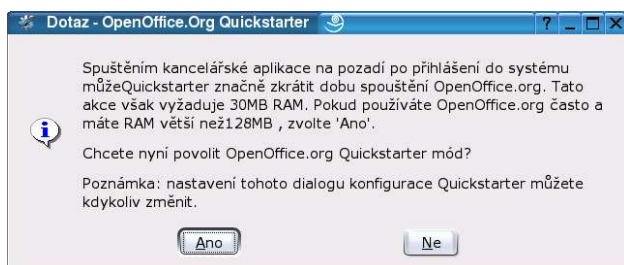 Dotaz - OpenOffice.Org Quickstarter
Spuštěním kancelářské aplikace na pozadí po přihlášení do systému
můžeQuickstarter značně zkrátit dobu spouštění OpenOffice.org. Tato
akce však vyžaduje 30MB RAM. Pokud používáte OpenOffice.org často a
máte RAM větší než128MB , zvolte 'Ano'.
Chcete nyní povolit OpenOffice.org Quickstarter mód?
Poznámka: nastavení tohoto dialogu konfigurace Quickstarter můžete
kdykoliv změnit.
Ano Ne